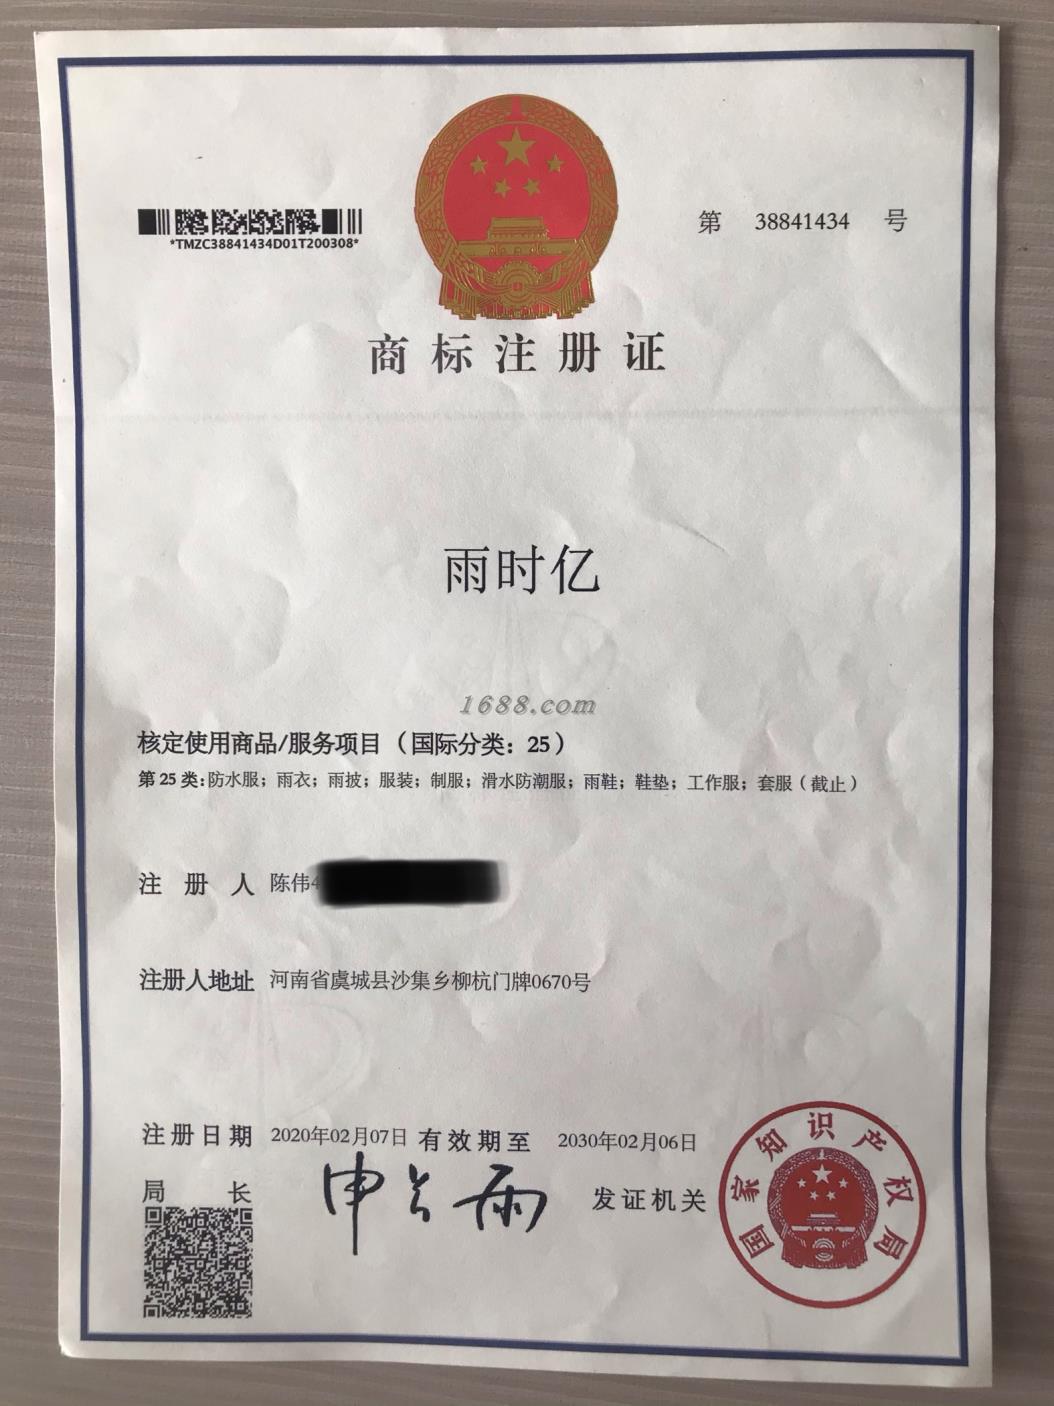 *TMZC38841434D01T200308*
第 38841434 号
商标注册证
雨时亿
1688.com
核定使用商品/服务项目（国际分类：25）
第 25 类:防水服；雨衣；雨披；服装；制服；滑水防潮服；雨鞋；鞋垫；工作服；套服（截止）
注 册 人 陈伟4
注册人地址 河南省虞城县沙集乡柳杭门牌0670号
注册日期 2020年02月07日 有效期至 2030年02月06日
局 长 申长雨 发证机关
国家知识产权局